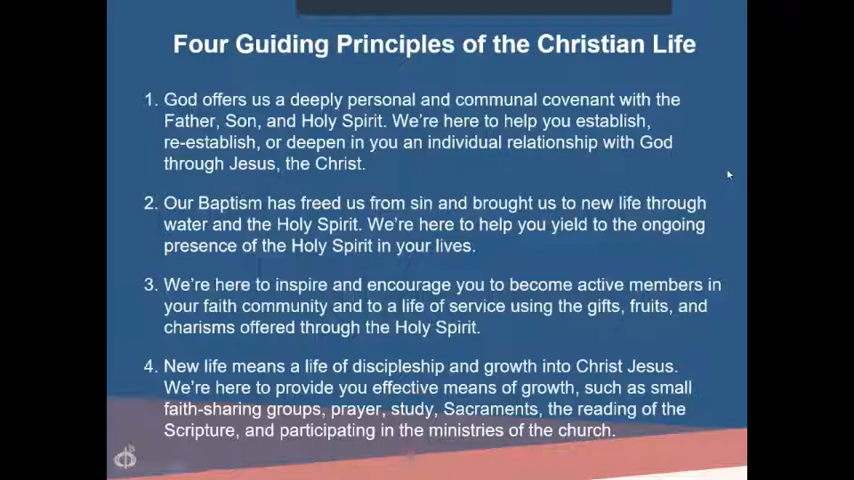 Four Guiding Principles of the Christian Life
1. God offers us a deeply personal and communal covenant with the
Father, Son, and Holy Spirit. We're here to help you establish,
re-establish, or deepen in you an individual relationship with God
through Jesus, the Christ.
2. Our Baptism has freed us from sin and brought us to new life through
water and the Holy Spirit. We're here to help you yield to the ongoing
presence of the Holy Spirit in your lives.
3. We're here to inspire and encourage you to become active members in
your faith community and to a life of service using the gifts, fruits, and
charisms offered through the Holy Spirit.
4. New life means a life of discipleship and growth into Christ Jesus.
We're here to provide you effective means of growth, such as small
faith-sharing groups, prayer, study, Sacraments, the reading of the
Scripture, and participating in the ministries of the church.